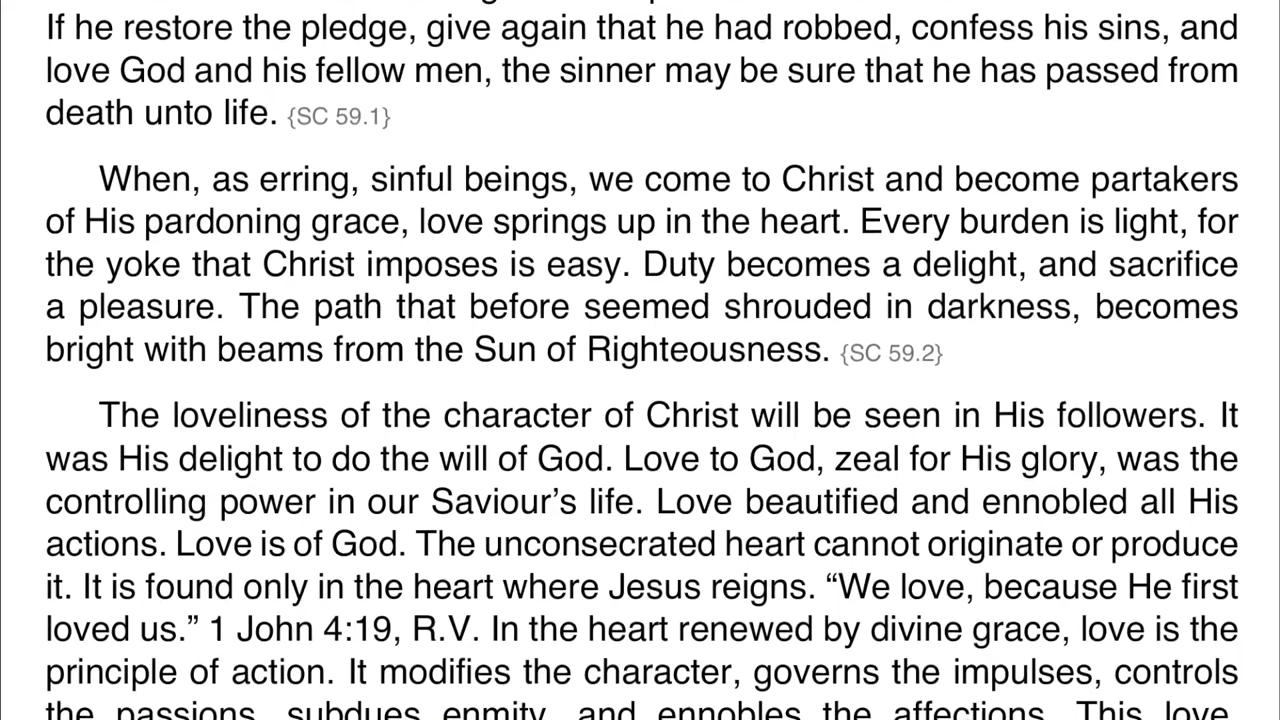 If he restore the pledge, give again that he had robbed, confess his sins, and
love God and his fellow men, the sinner may be sure that he has passed from
death unto life. {SC 59.1}
When, as erring, sinful beings, we come to Christ and become partakers
of His pardoning grace, love springs up in the heart. Every burden is light, for
the yoke that Christ imposes is easy. Duty becomes a delight, and sacrifice
a pleasure. The path that before seemed shrouded in darkness, becomes
bright with beams from the Sun of Righteousness. {SC 59.2}
The loveliness of the character of Christ will be seen in His followers. It
was His delight to do the will of God. Love to God, zeal for His glory, was the
controlling power in our Saviour’s life. Love beautified and ennobled all His
actions. Love is of God. The unconsecrated heart cannot originate or produce
it. It is found only in the heart where Jesus reigns. “We love, because He first
loved us.” 1 John 4:19, R.V. In the heart renewed by divine grace, love is the
principle of action. It modifies the character, governs the impulses, controls
the passions, subdues enmity, and ennobles the affections. This love,